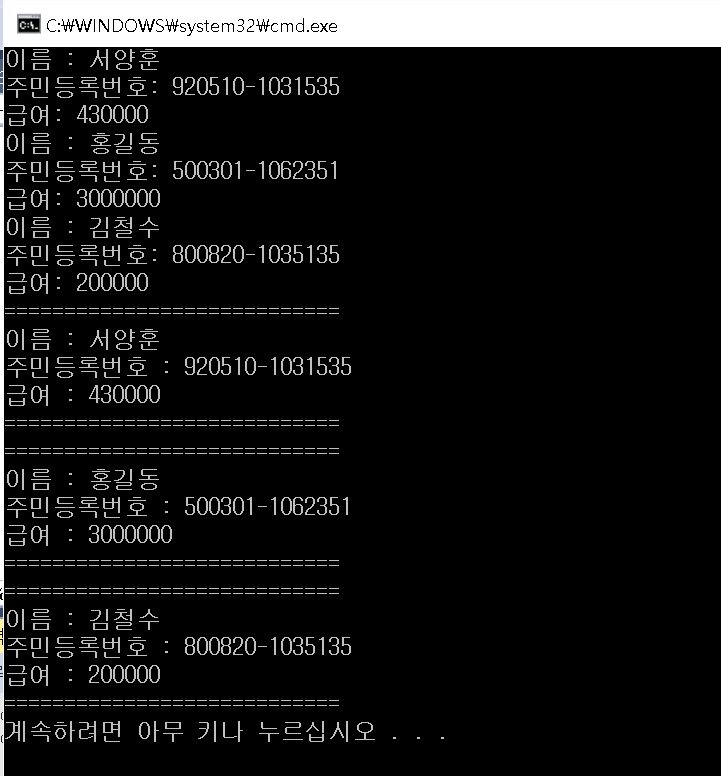 C:₩WINDOWS₩system32₩cmd.exe
이름 : 서양훈
주민등록번호: 920510-1031535
급여: 430000
이름 : 홍길동
주민등록번호: 500301-1062351
급여: 3000000
이름 : 김철수
주민등록번호: 800820-1035135
급여: 200000
============================
이름 : 서양훈
주민등록번호 : 920510-1031535
급여 : 430000
============================
============================
이름 : 홍길동
주민등록번호 : 500301-1062351
급여 : 3000000
============================
============================
이름 : 김철수
주민등록번호 : 800820-1035135
급여 : 200000
============================
계속하려면 아무 키나 누르십시오 . . .